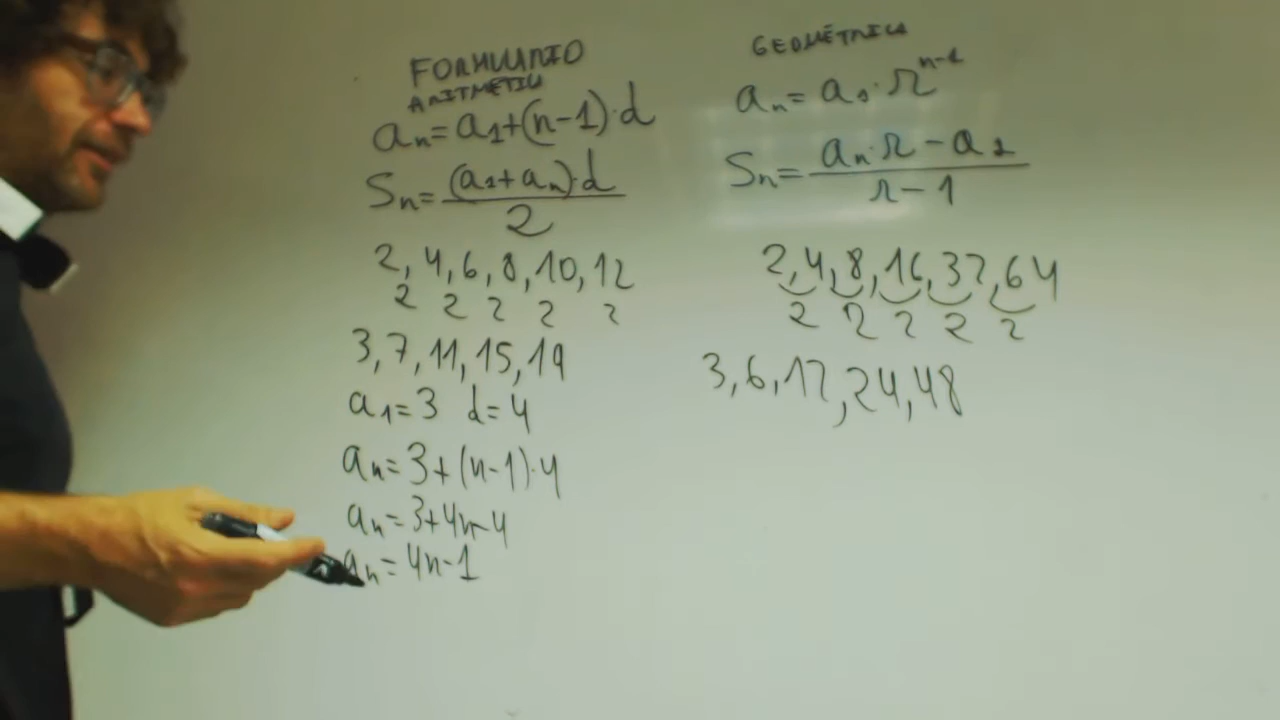 FORMULARIO
ARITMÉTICA
aₙ=a₁+(n-1)·d
Sₙ=(a₁+aₙ)·d/2
2, 4, 6, 8, 10, 12
2 2 2 2 2
3, 7, 11, 15, 19
a₁=3 d=4
aₙ=3+(n-1)·4
aₙ=3+4n-4
aₙ=4n-1
GEOMÉTRICA
aₙ=a₁·rⁿ⁻¹
Sₙ=aₙ·r-a₁/r-1
2, 4, 8, 16, 32, 64
2 2 2 2 2
3, 6, 12, 24, 48